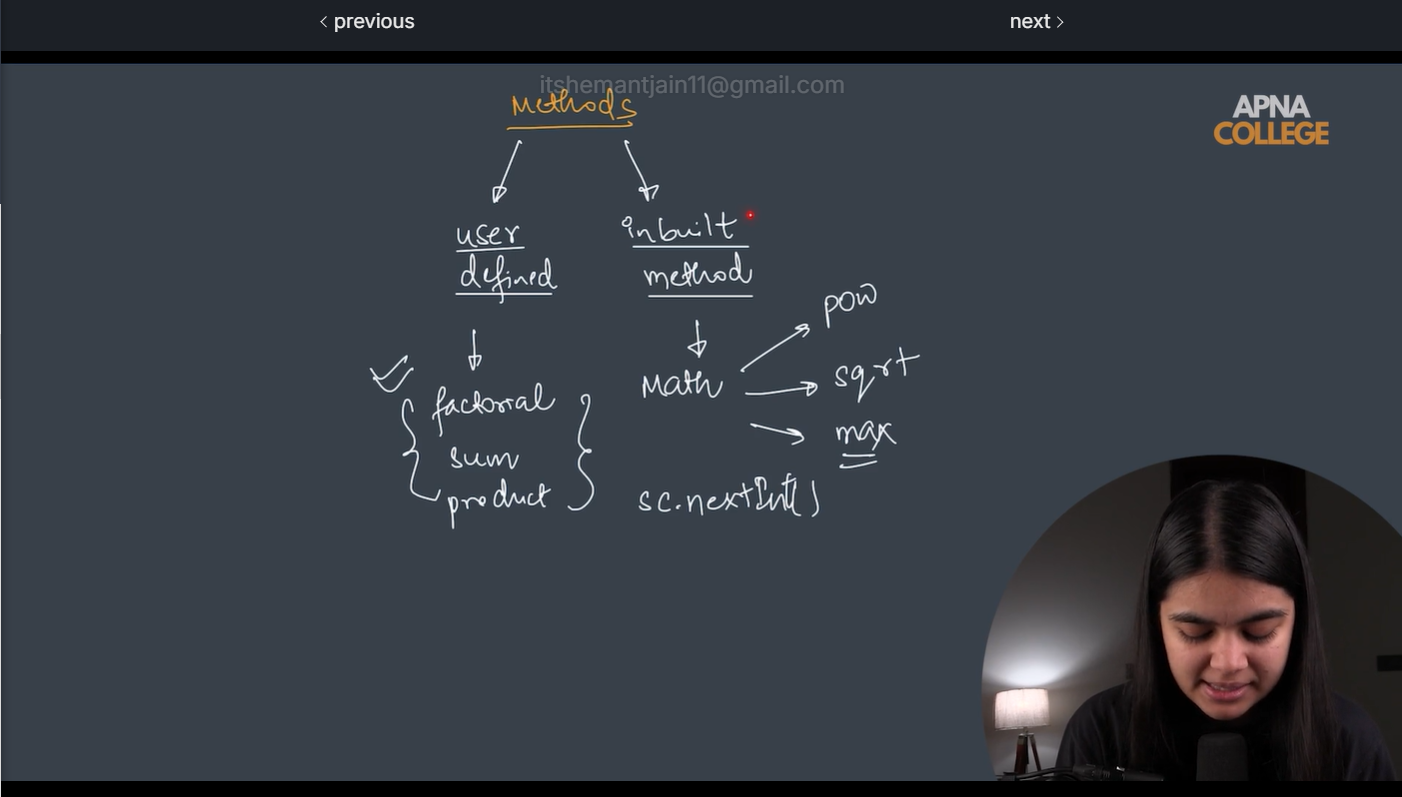 < previous
next >
itshemantjain11@gmail.com
APNA
COLLEGE
Methods
user
defined
inbuilt
method
factorial
sum
product
Math
pow
sqrt
max
sc.nextInt()